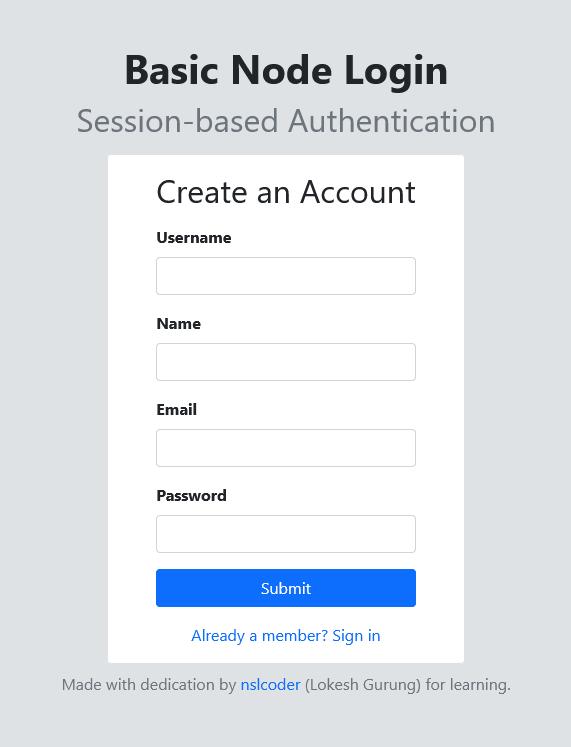 Basic Node Login
Session-based Authentication
Create an Account
Username
Name
Email
Password
Submit
Already a member? Sign in
Made with dedication by nslcoder (Lokesh Gurung) for learning.